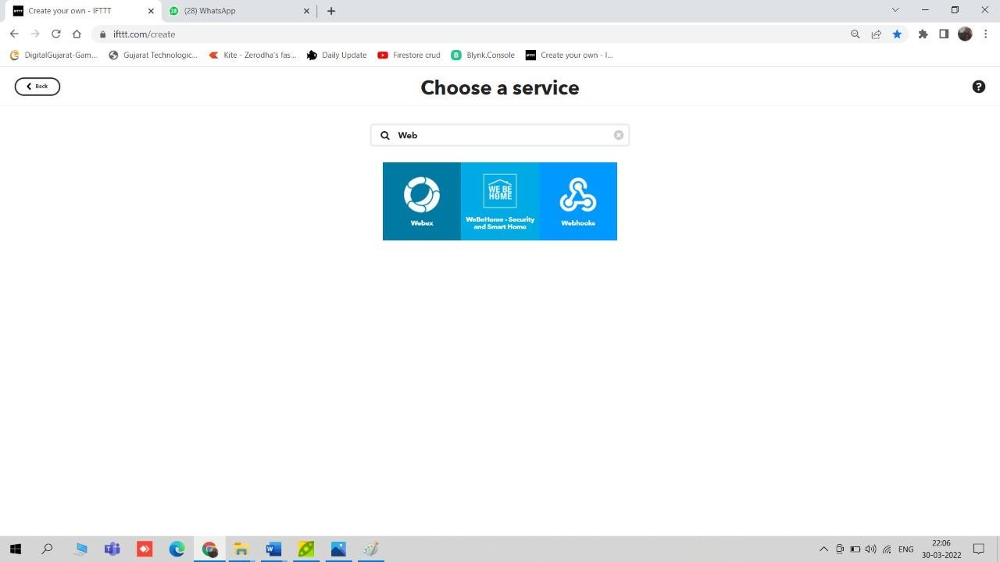 Create your own - IFTTT
(28) WhatsApp
ifttt.com/create
DigitalGujarat-Gam...
Gujarat Technologic...
Kite - Zerodha's fas...
Daily Update
Firestore crud
Blynk.Console
Create your own - I...
Back
Choose a service
Web
Webex
WE BE
HOME
WeBeHome - Security
and Smart Home
Webhooks
ENG
22:06
30-03-2022